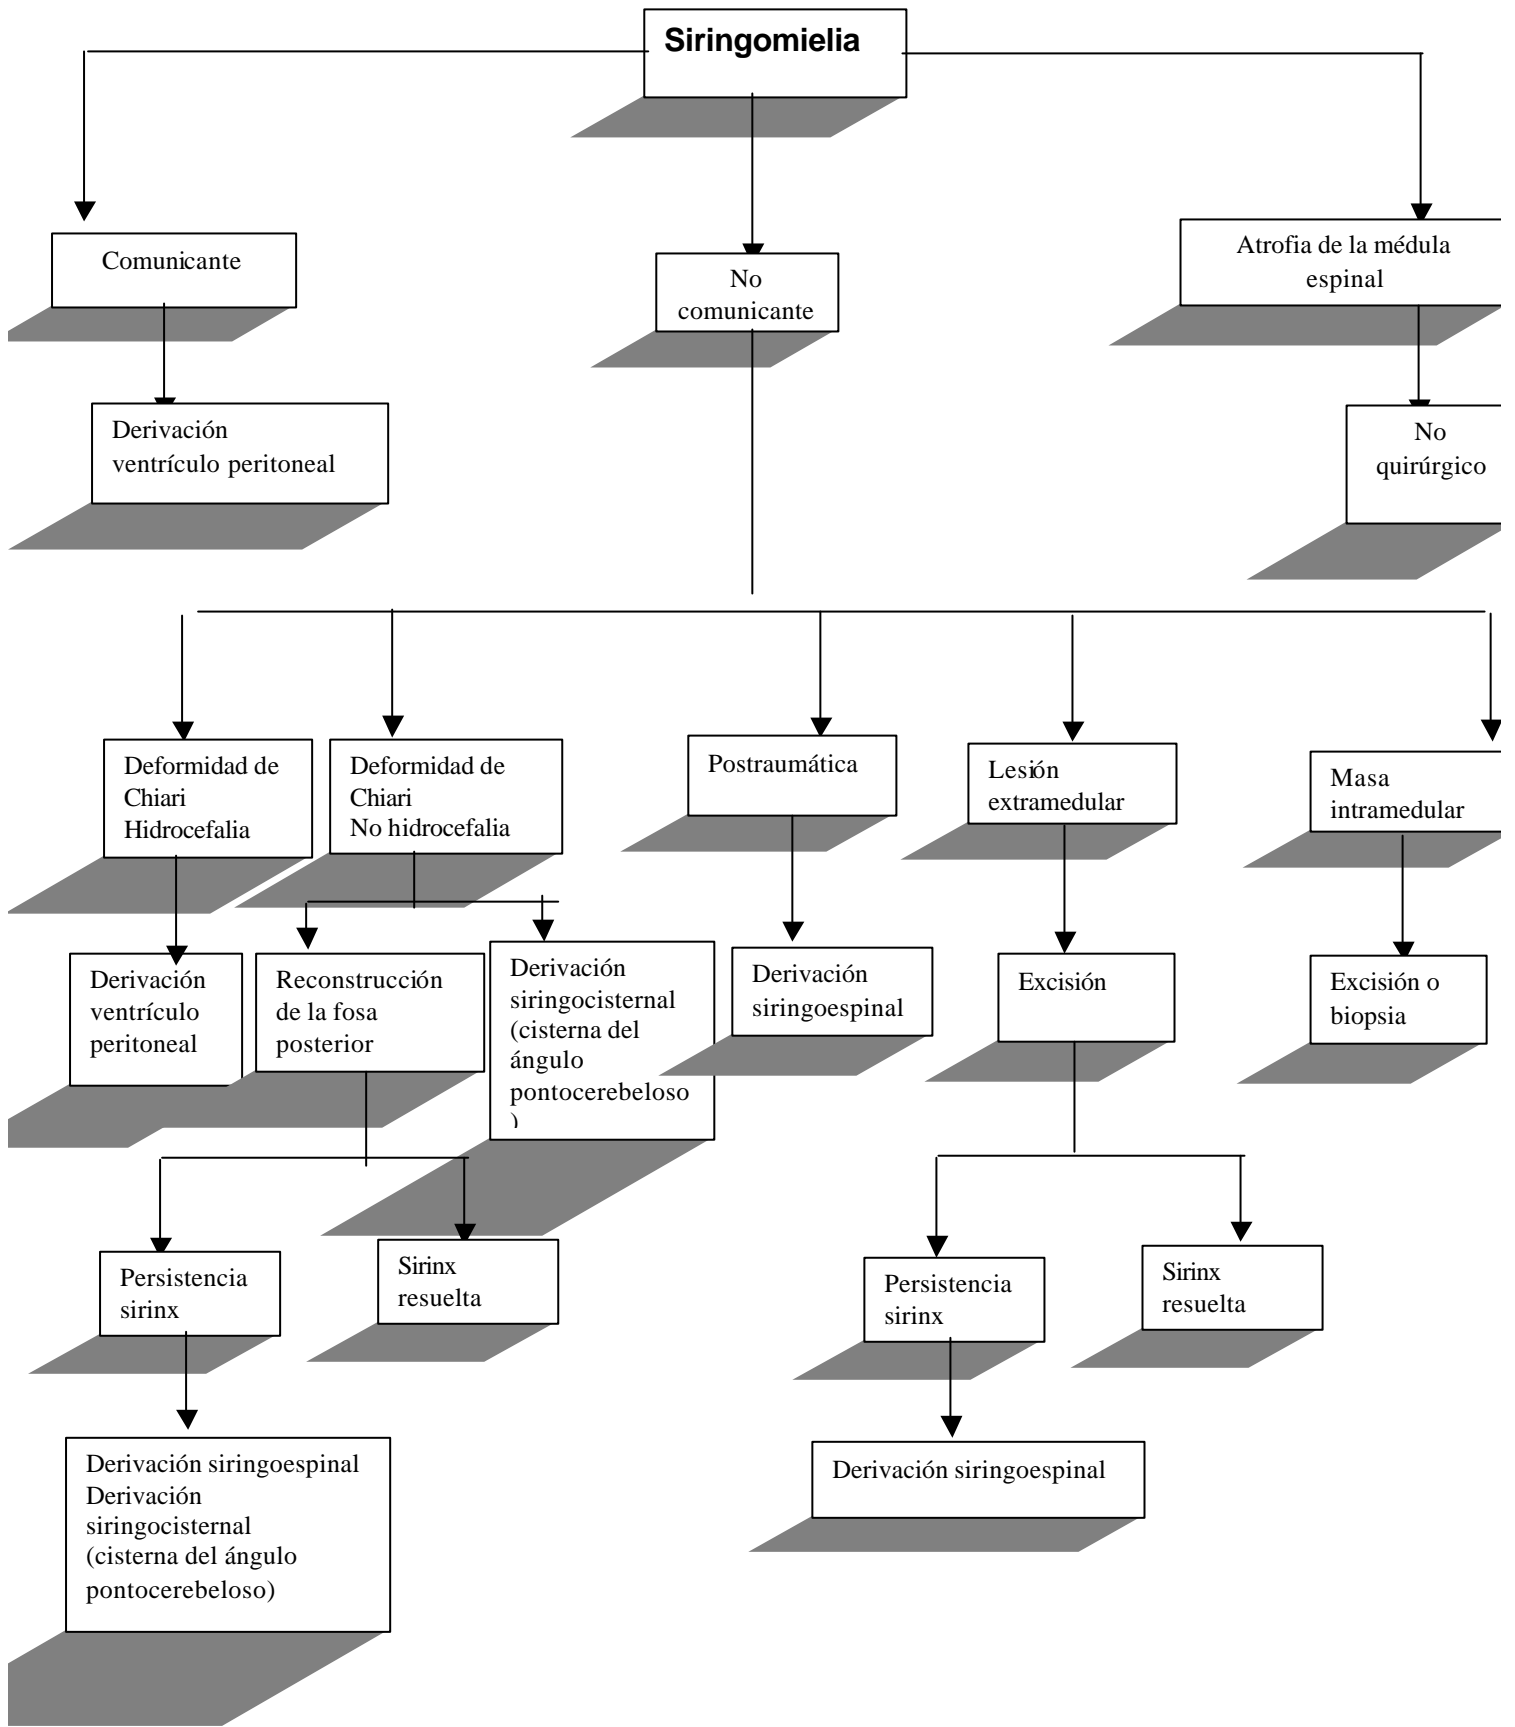 Siringomielia
Comunicante
No
comunicante
Atrofia de la médula
espinal
Derivación
ventrículo peritoneal
No
quirúrgico
Deformidad de
Chiari
Hidrocefalia
Deformidad de
Chiari
No hidrocefalia
Postraumática
Lesión
extramedular
Masa
intramedular
Derivación
ventrículo
peritoneal
Reconstrucción
de la fosa
posterior
Derivación
siringocisternal
(cisterna del
ángulo
pontocerebeloso
)
Derivación
siringoespinal
Excisión
Excisión o
biopsia
Persistencia
sirinx
Sirinx
resuelta
Persistencia
sirinx
Sirinx
resuelta
Derivación siringoespinal
Derivación
siringocisternal
(cisterna del ángulo
pontocerebeloso)
Derivación siringoespinal